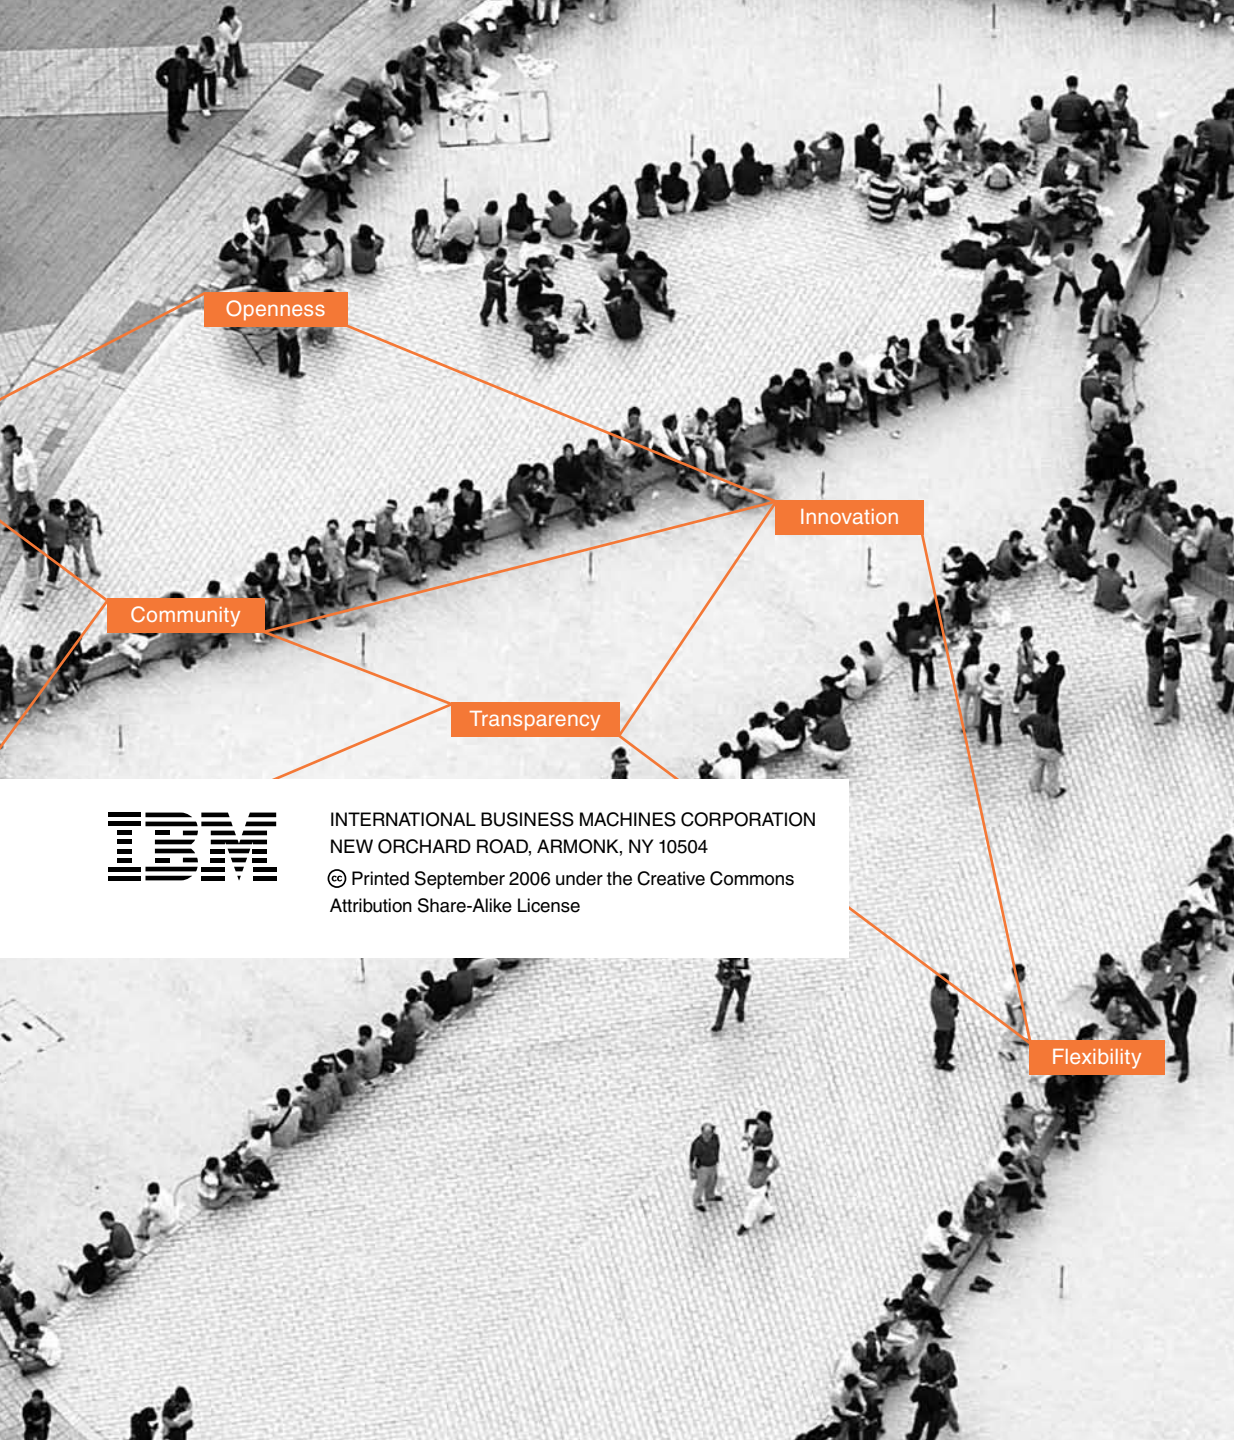 Openness
Innovation
Community
Transparency
IBM
INTERNATIONAL BUSINESS MACHINES CORPORATION
NEW ORCHARD ROAD, ARMONK, NY 10504
🅭 Printed September 2006 under the Creative Commons
Attribution Share-Alike License
Flexibility